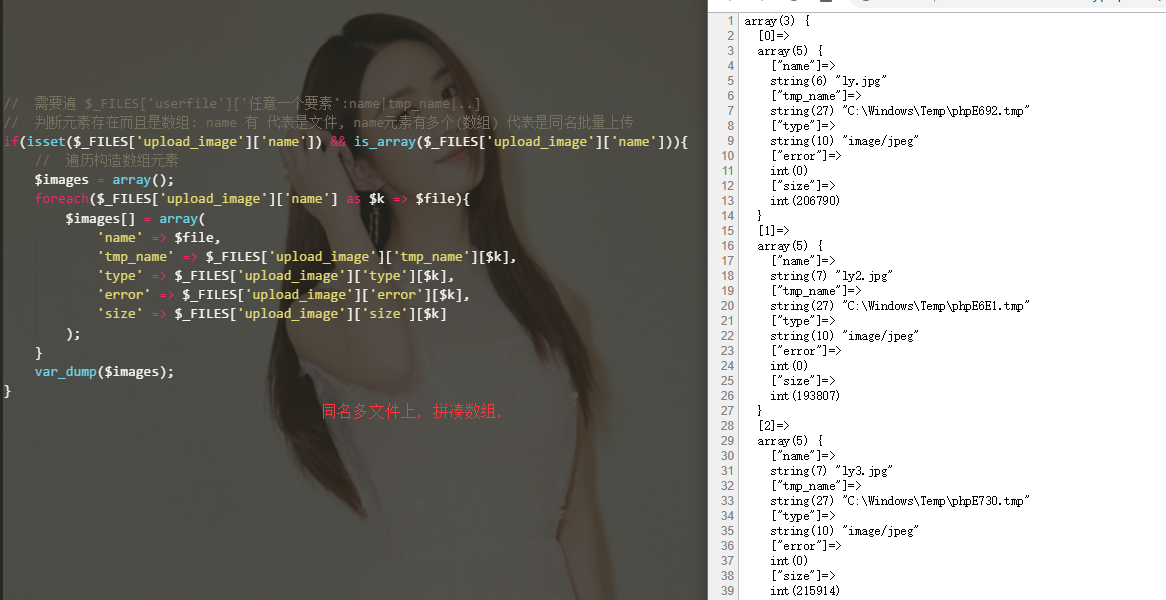 //  需要遍 $_FILES['userfile']['任意一个要素':name|tmp_name|..]
//  判断元素存在而且是数组: name 有 代表是文件, name元素有多个(数组) 代表是同名批量上传
if(isset($_FILES['upload_image']['name']) && is_array($_FILES['upload_image']['name'])){
    //  遍历构造数组元素
    $images = array();
    foreach($_FILES['upload_image']['name'] as $k => $file){
        $images[] = array(
            'name' => $file,
            'tmp_name' => $_FILES['upload_image']['tmp_name'][$k],
            'type' => $_FILES['upload_image']['type'][$k],
            'error' => $_FILES['upload_image']['error'][$k],
            'size' => $_FILES['upload_image']['size'][$k]
        );
    }
    var_dump($images);
}
同名多文件上, 拼凑数组.
1 array(3) {
2   [0]=>
3   array(5) {
4     ["name"]=>
5     string(6) "ly.jpg"
6     ["tmp_name"]=>
7     string(27) "C:\Windows\Temp\phpE692.tmp"
8     ["type"]=>
9     string(10) "image/jpeg"
10     ["error"]=>
11     int(0)
12     ["size"]=>
13     int(206790)
14   }
15   [1]=>
16   array(5) {
17     ["name"]=>
18     string(7) "ly2.jpg"
19     ["tmp_name"]=>
20     string(27) "C:\Windows\Temp\phpE6E1.tmp"
21     ["type"]=>
22     string(10) "image/jpeg"
23     ["error"]=>
24     int(0)
25     ["size"]=>
26     int(193807)
27   }
28   [2]=>
29   array(5) {
30     ["name"]=>
31     string(7) "ly3.jpg"
32     ["tmp_name"]=>
33     string(27) "C:\Windows\Temp\phpE730.tmp"
34     ["type"]=>
35     string(10) "image/jpeg"
36     ["error"]=>
37     int(0)
38     ["size"]=>
39     int(215914)